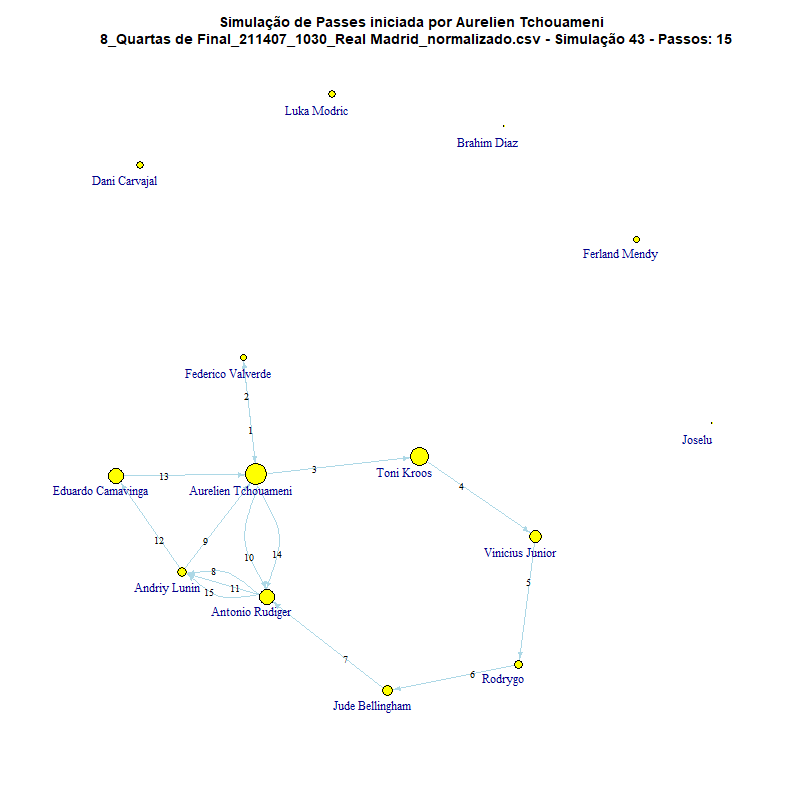 Simulação de Passes iniciada por Aurelien Tchouameni
8_Quartas de Final_211407_1030_Real Madrid_normalizado.csv - Simulação 43 - Passos: 15
Luka Modric
Brahim Diaz
Dani Carvajal
Ferland Mendy
Federico Valverde
2
1
Joselu
3
Toni Kroos
13
4
Eduardo Camavinga
Aurelien Tchouameni
12
9
Vinicius Junior
10
14
8
5
Andriy Lunin
11
15
Antonio Rudiger
7
6
Rodrygo
Jude Bellingham